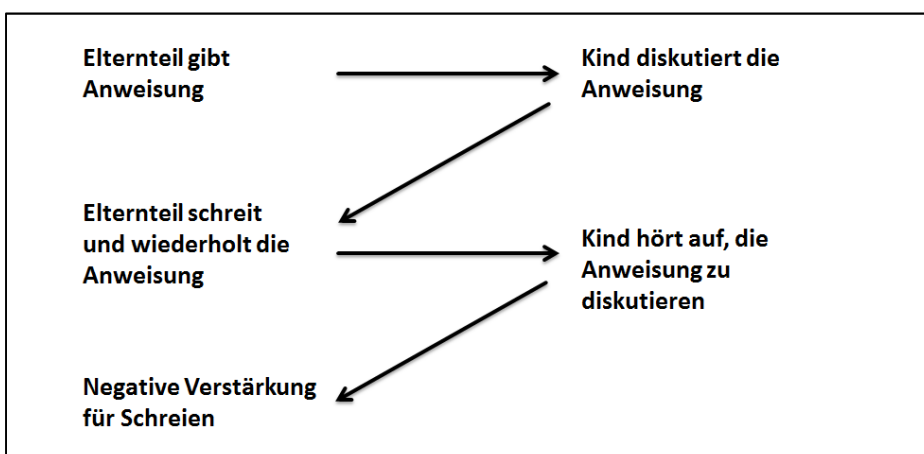 Elternteil gibt
Anweisung
Kind diskutiert die
Anweisung
Elternteil schreit
und wiederholt die
Anweisung
Kind hört auf, die
Anweisung zu
diskutieren
Negative Verstärkung
für Schreien